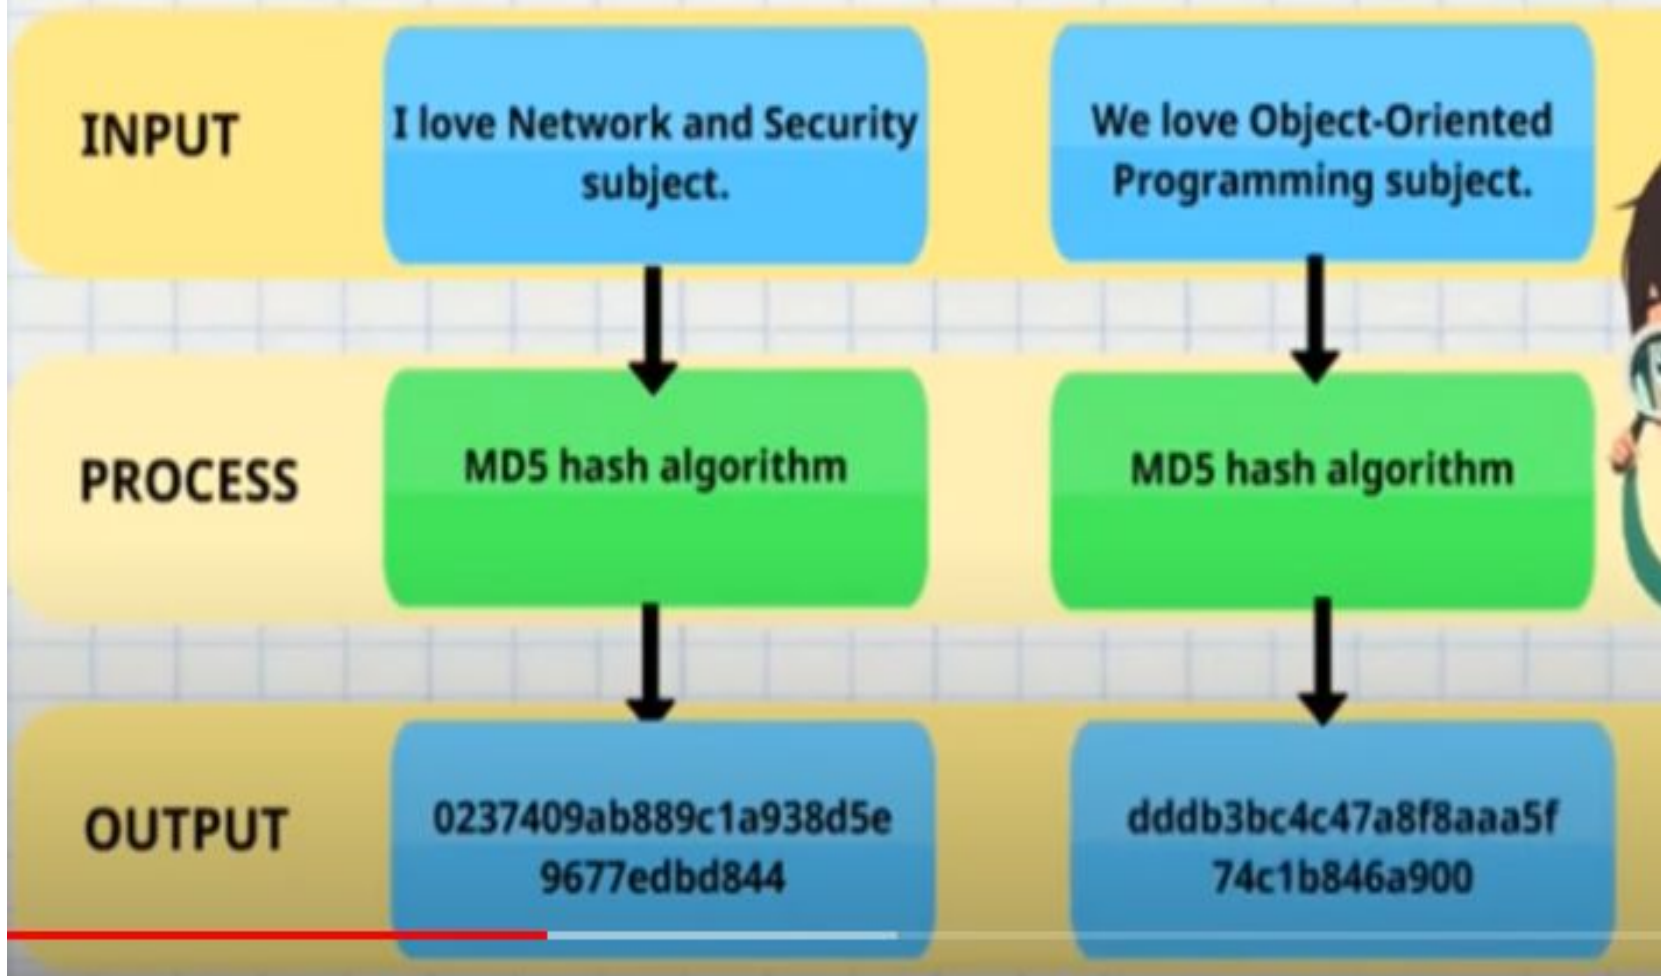 INPUT
I love Network and Security
subject.
We love Object-Oriented
Programming subject.
PROCESS
MD5 hash algorithm
MD5 hash algorithm
OUTPUT
0237409ab889c1a938d5e
9677edbd844
dddb3bc4c47a8f8aaa5f
74c1b846a900